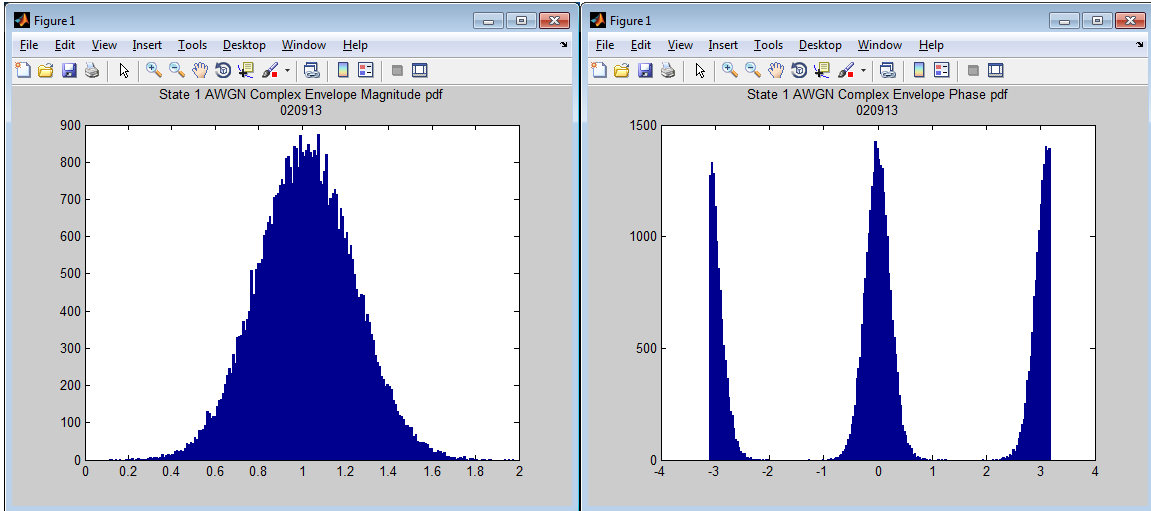 Figure 1
File Edit View Insert Tools Desktop Window Help
State 1 AWGN Complex Envelope Magnitude pdf
020913
900
800
700
600
500
400
300
200
100
0
0 0.2 0.4 0.6 0.8 1 1.2 1.4 1.6 1.8 2
Figure 1
File Edit View Insert Tools Desktop Window Help
State 1 AWGN Complex Envelope Phase pdf
020913
1500
1000
500
0
-4 -3 -2 -1 0 1 2 3 4